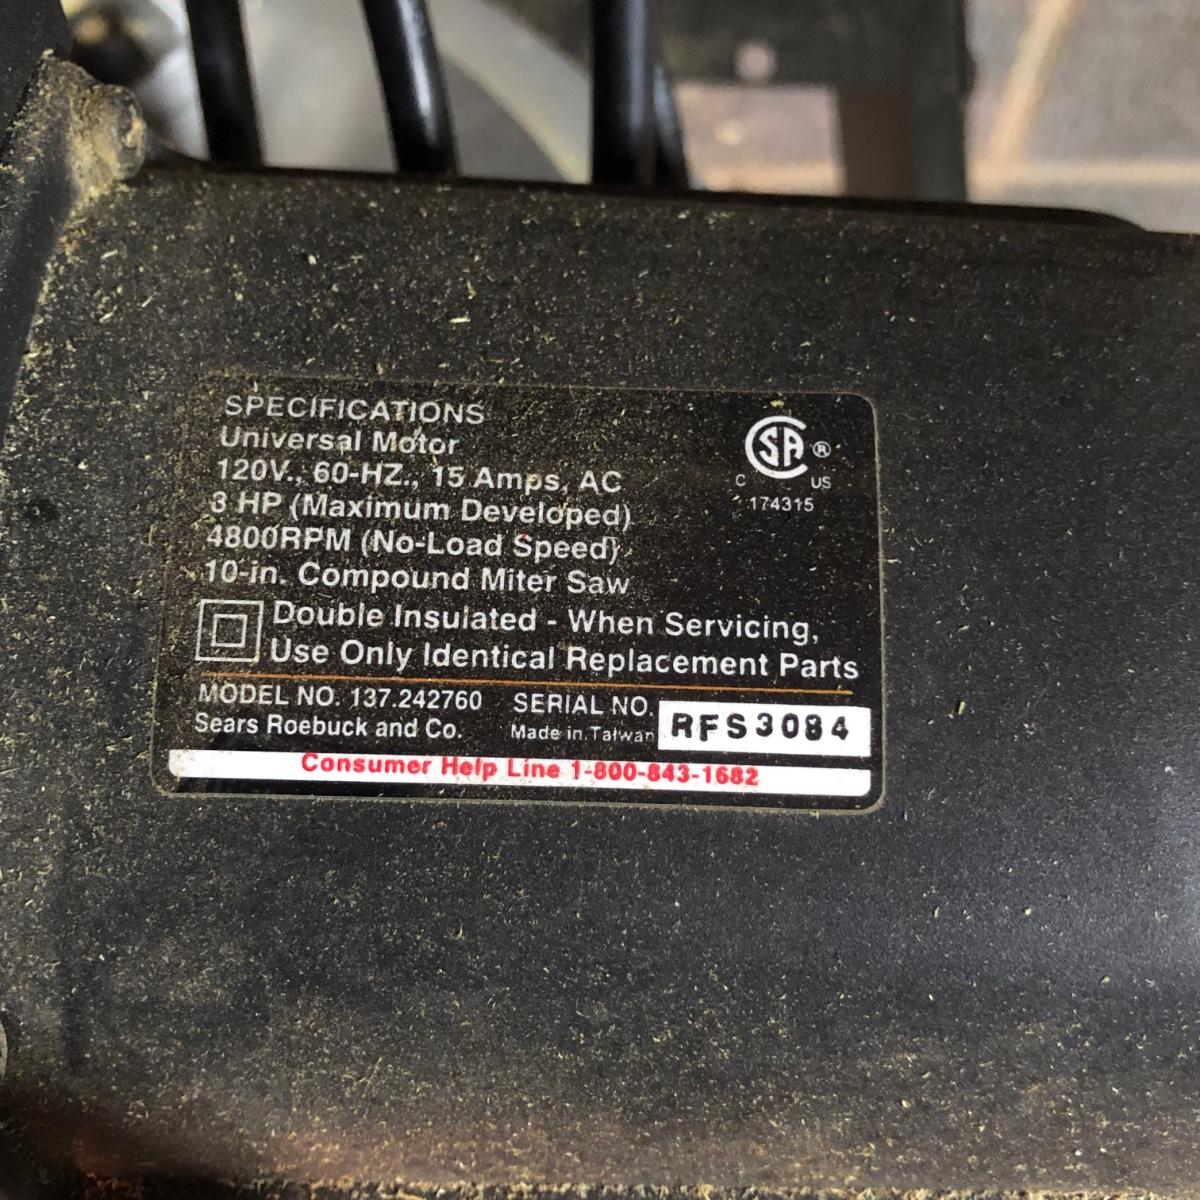 SPECIFICATIONS
Universal Motor
120V., 60-HZ., 15 Amps, AC
3 HP (Maximum Developed)
4800RPM (No-Load Speed)
10-in. Compound Miter Saw
SA ®
C US
174315
Double Insulated - When Servicing,
Use Only Identical Replacement Parts
MODEL NO. 137.242760 SERIAL NO.
Sears Roebuck and Co. Made in Taiwan
RFS3084
Consumer Help Line 1-800-843-1682